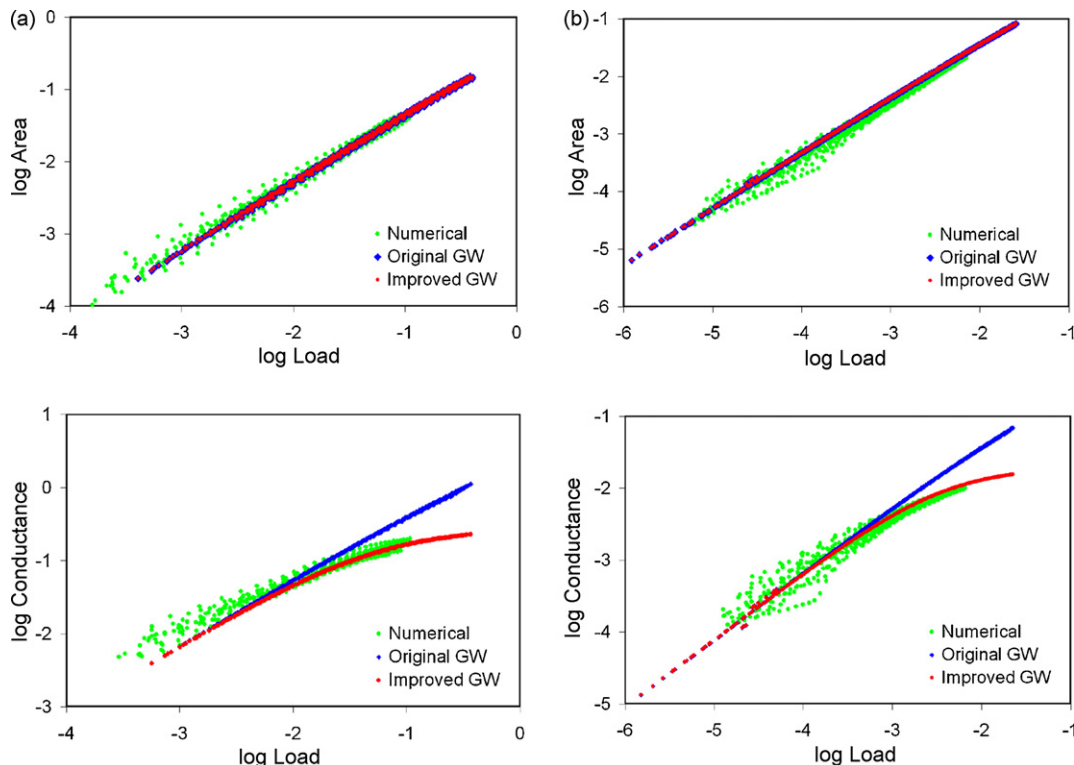 (a)
0
-1
-2
-3
-4
log Area
Numerical
Original GW
Improved GW
-4 -3 -2 -1 0
log Load
(b)
-1
-2
-3
-4
-5
-6
log Area
Numerical
Original GW
Improved GW
-6 -5 -4 -3 -2 -1
log Load
1
0
-1
-2
-3
log Conductance
Numerical
Original GW
Improved GW
-4 -3 -2 -1 0
log Load
-1
-2
-3
-4
-5
log Conductance
Numerical
Original GW
Improved GW
-6 -5 -4 -3 -2 -1
log Load